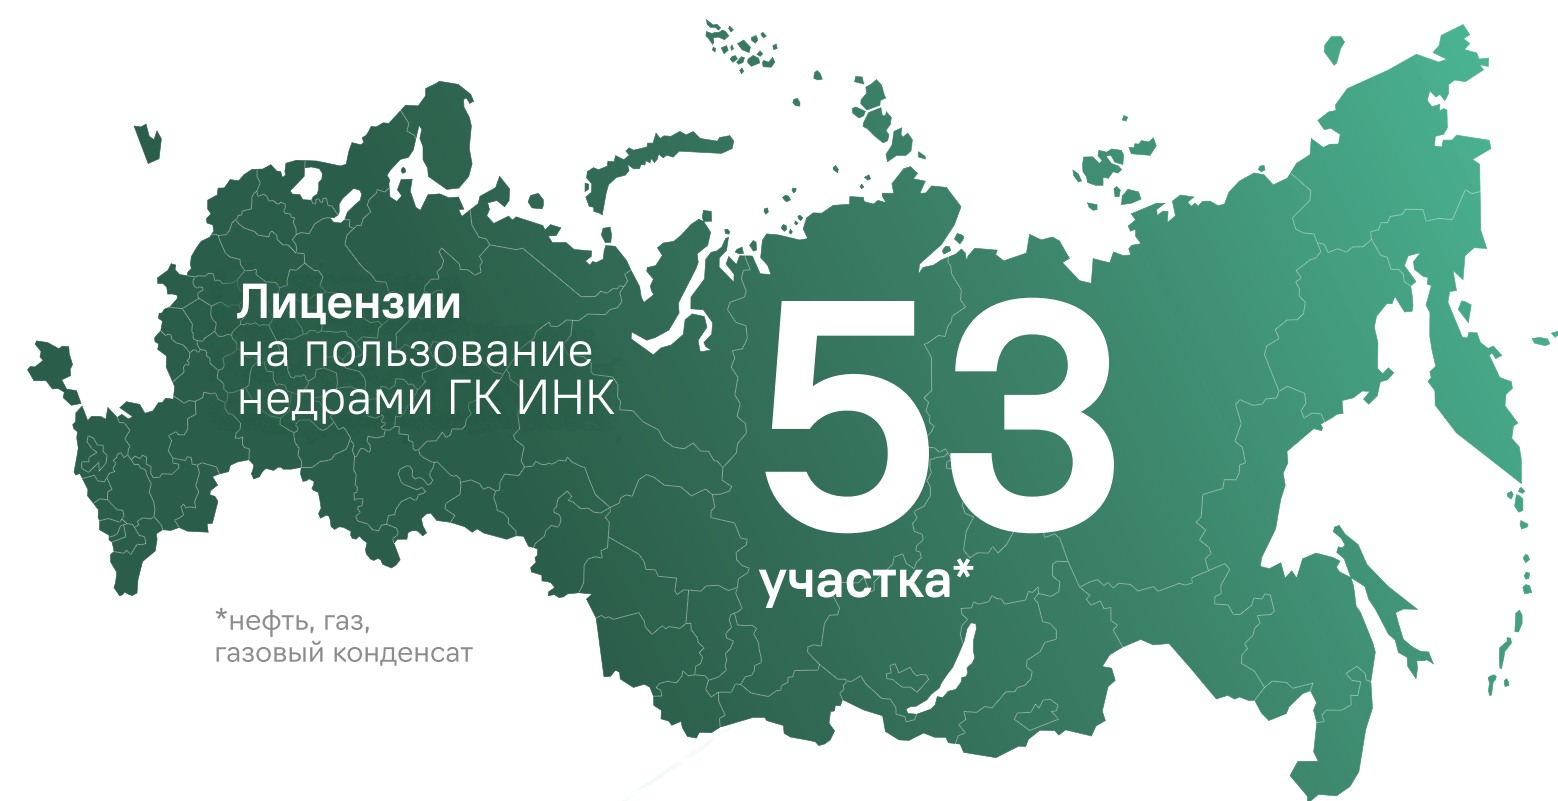 Лицензии
на пользование
недрами ГК ИНК
53
участка*
*нефть, газ,
газовый конденсат